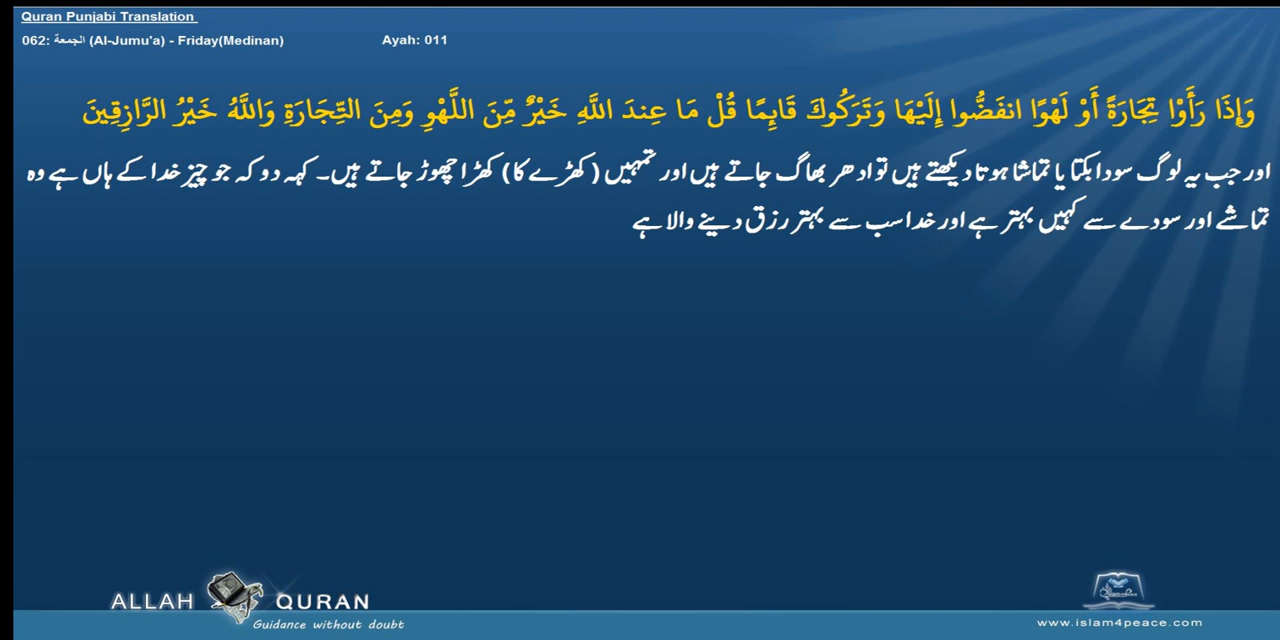 Quran Punjabi Translation
062: الجمعة (Al-Jumu'a) - Friday(Medinan) Ayah: 011
وَإِذَا رَأَوْا تِجَارَةً أَوْ لَهْوًا انفَضُّوا إِلَيْهَا وَتَرَكُوكَ قَائِمًا قُلْ مَا عِندَ اللَّهِ خَيْرٌ مِّنَ اللَّهْوِ وَمِنَ التِّجَارَةِ وَاللَّهُ خَيْرُ الرَّازِقِينَ
اور جب یہ لوگ سودا بکتا یا تماشا ہوتا دیکھتے ہیں تو ادھر بھاگ جاتے ہیں اور تمہیں (کھڑے کا) کھڑا چھوڑ جاتے ہیں۔ کہہ دو کہ جو چیز خدا کے ہاں ہے وہ
تماشے اور سودے سے کہیں بہتر ہے اور خدا سب سے بہتر رزق دینے والا ہے
ALLAH QURAN
Guidance without doubt
www.islam4peace.com